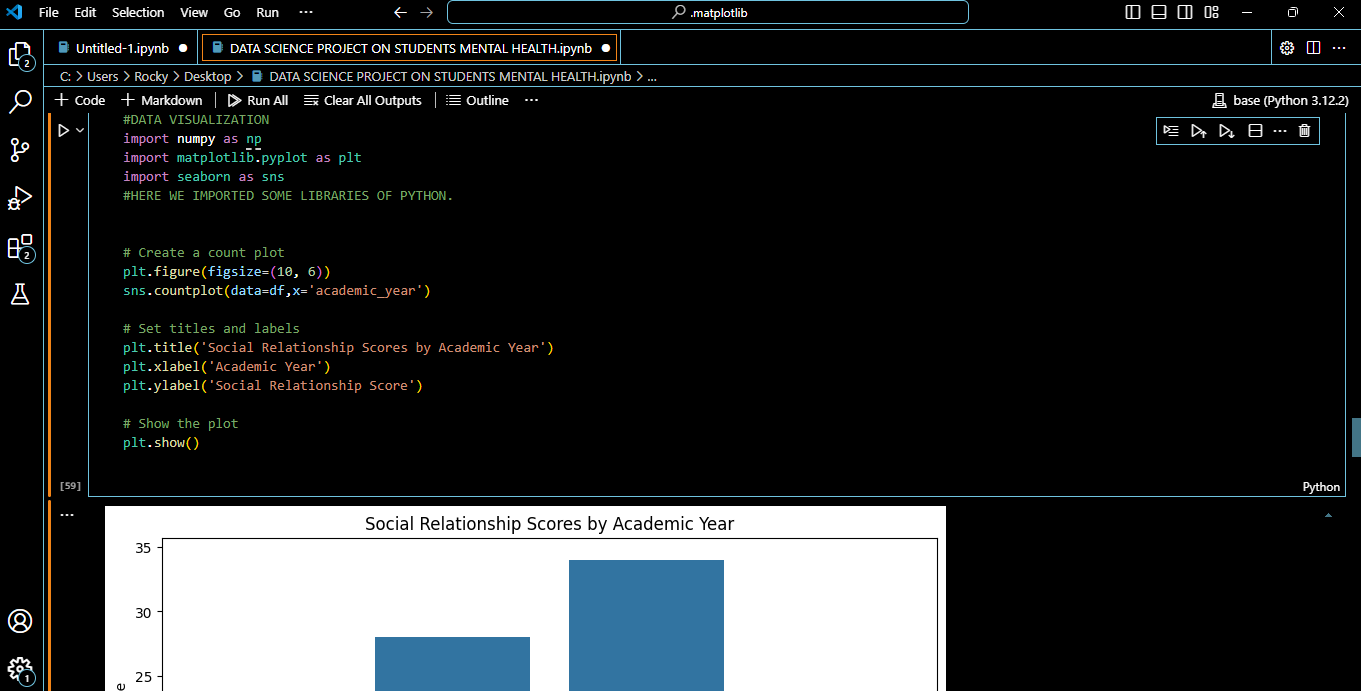 File Edit Selection View Go Run ···
.matplotlib
Untitled-1.ipynb
DATA SCIENCE PROJECT ON STUDENTS MENTAL HEALTH.ipynb
2
C: > Users > Rocky > Desktop > DATA SCIENCE PROJECT ON STUDENTS MENTAL HEALTH.ipynb > ...
+ Code + Markdown | Run All Clear All Outputs | Outline ···
base (Python 3.12.2)
#DATA VISUALIZATION
import numpy as np
import matplotlib.pyplot as plt
import seaborn as sns
#HERE WE IMPORTED SOME LIBRARIES OF PYTHON.
2
# Create a count plot
plt.figure(figsize=(10, 6))
sns.countplot(data=df,x='academic_year')
# Set titles and labels
plt.title('Social Relationship Scores by Academic Year')
plt.xlabel('Academic Year')
plt.ylabel('Social Relationship Score')
# Show the plot
plt.show()
[59]
Python
...
Social Relationship Scores by Academic Year
35
30
25
e
1